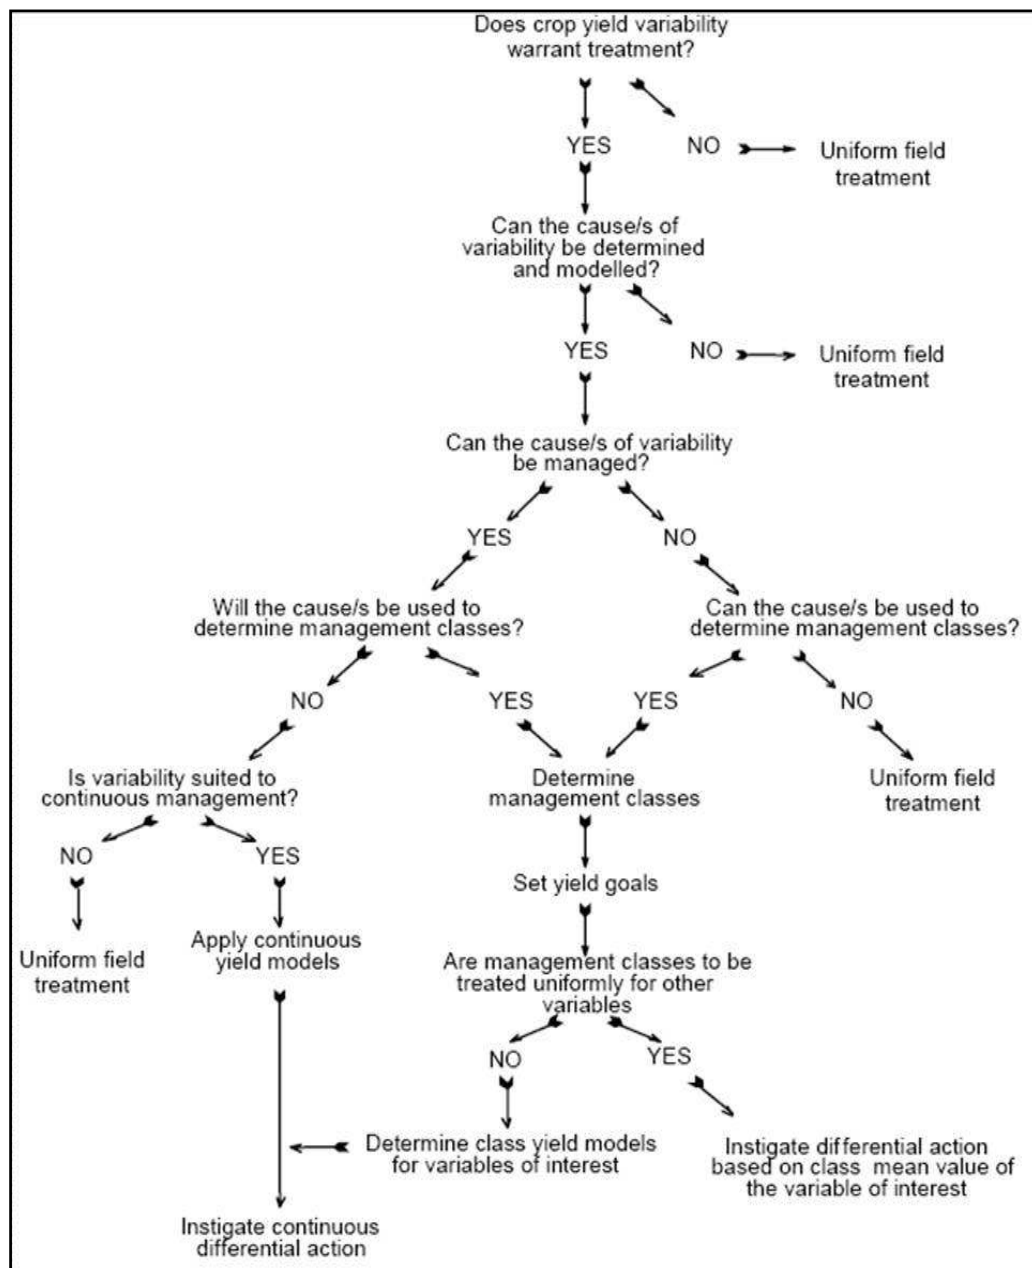 Does crop yield variability
warrant treatment?
YES
NO
Uniform field
treatment
Can the cause/s of
variability be determined
and modelled?
YES
NO
Uniform field
treatment
Can the cause/s of variability
be managed?
YES
NO
Will the cause/s be used to
determine management classes?
Can the cause/s be used to
determine management classes?
NO
YES
YES
NO
Is variability suited to
continuous management?
Determine
management classes
Uniform field
treatment
NO
YES
Set yield goals
Uniform field
treatment
Apply continuous
yield models
Are management classes to be
treated uniformly for other
variables
NO
YES
Determine class yield models
for variables of interest
Instigate differential action
based on class mean value of
the variable of interest
Instigate continuous
differential action